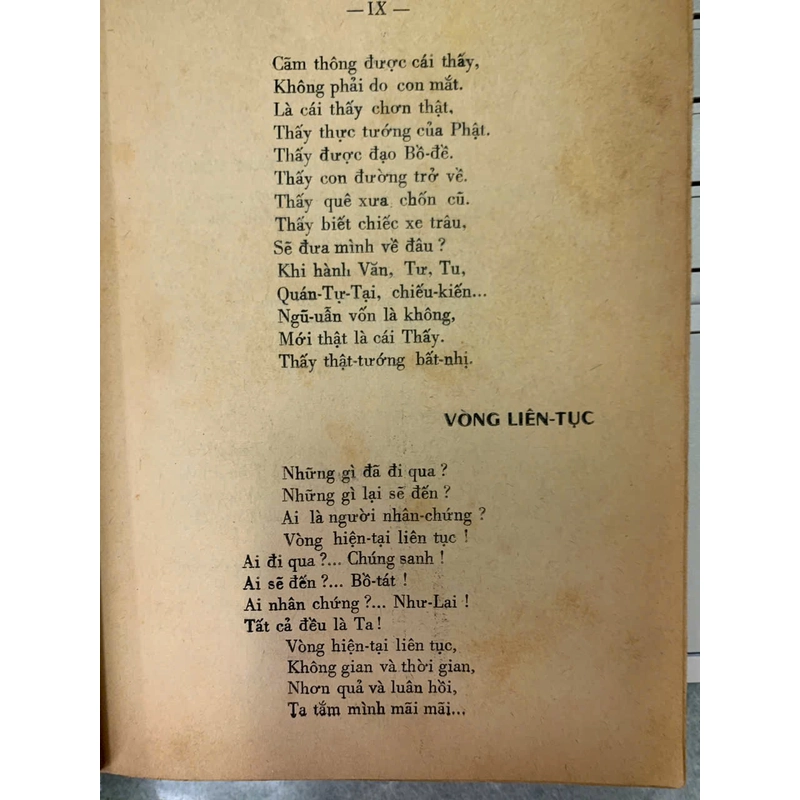 — IX —
Cãm thông được cái thấy,
Không phải do con mắt.
Là cái thấy chơn thật,
Thấy thực tướng của Phật.
Thấy được đạo Bồ-đề.
Thấy con đường trở về.
Thấy quê xưa chốn cũ.
Thấy biết chiếc xe trâu,
Sẽ đưa mình về đâu ?
Khi hành Văn, Tư, Tu,
Quán-Tự-Tại, chiếu-kiến...
Ngũ-uẫn vốn là không,
Mới thật là cái Thấy.
Thấy thật-tướng bất-nhị.
VÒNG LIÊN-TỤC
Những gì đã đi qua ?
Những gì lại sẽ đến ?
Ai là người nhân-chứng ?
Vòng hiện-tại liên tục !
Ai đi qua ?... Chúng sanh !
Ai sẽ đến ?... Bồ-tát !
Ai nhân chứng ?... Như-Lai !
Tất cả đều là Ta !
Vòng hiện-tại liên tục,
Không gian và thời gian,
Nhơn quả và luân hồi,
Ta tắm mình mãi mãi...